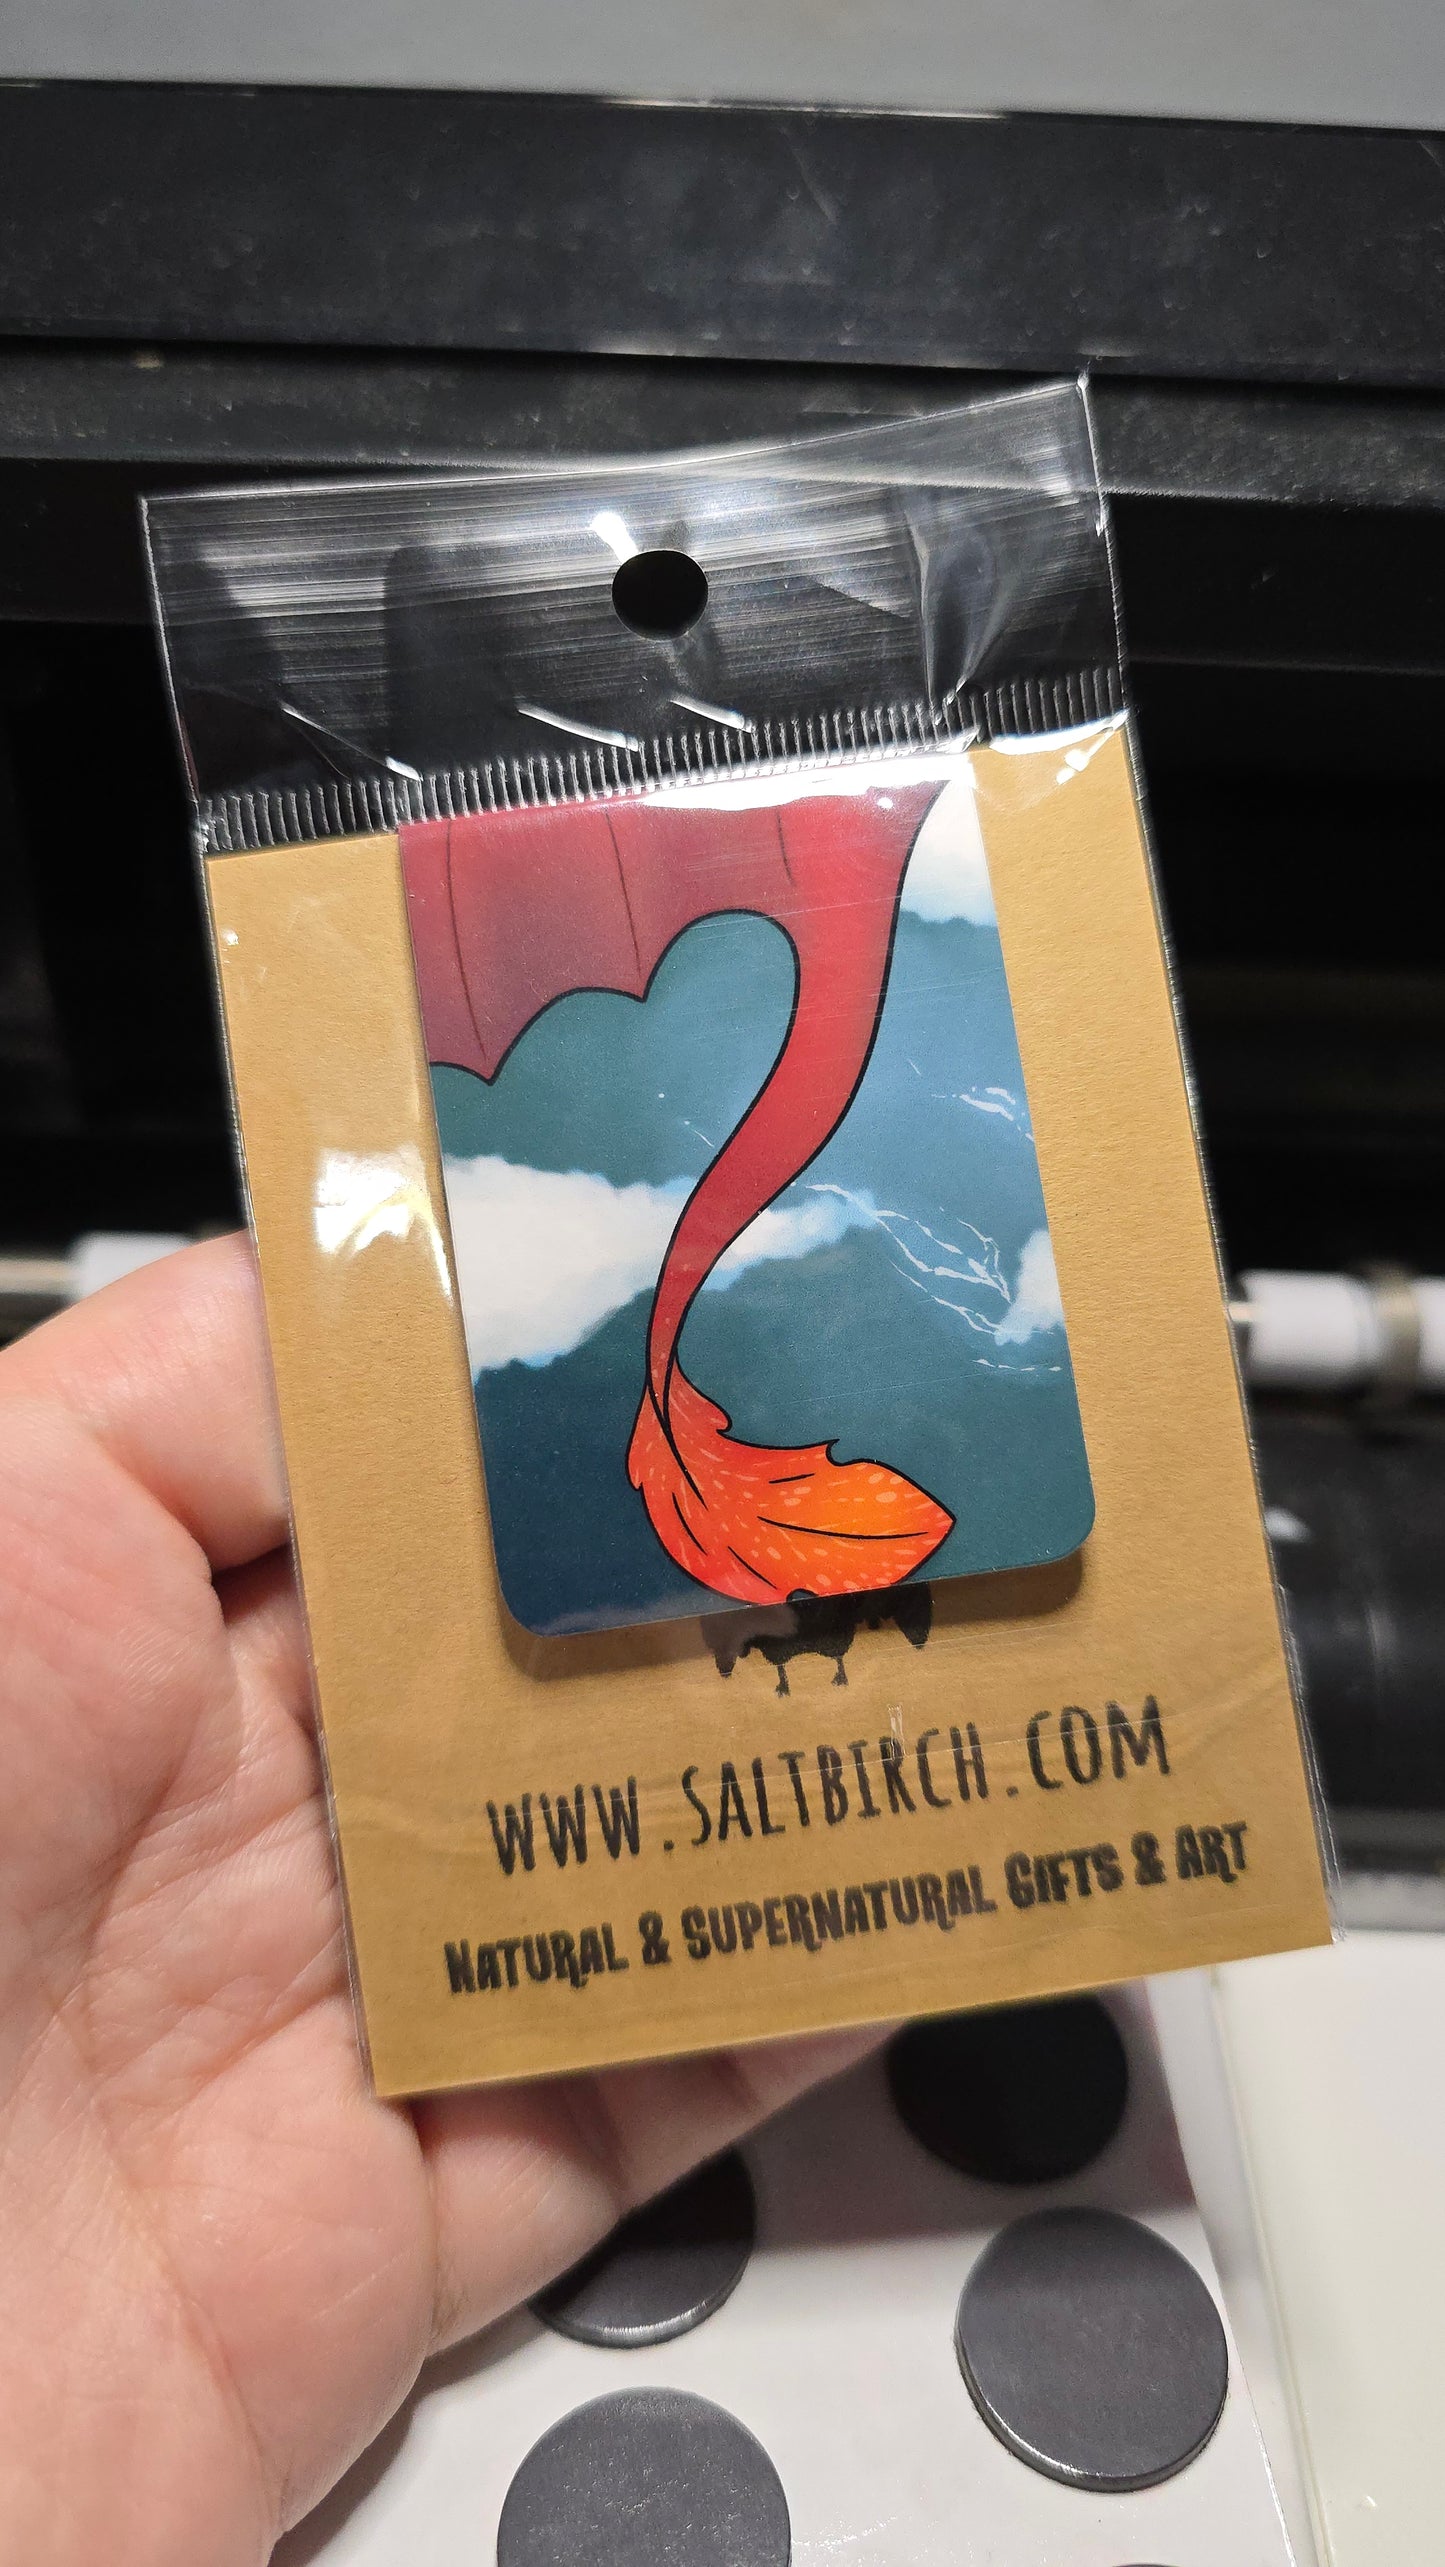 WWW.SALTBIRCH.COM
NATURAL & SUPERNATURAL GIFTS & ART